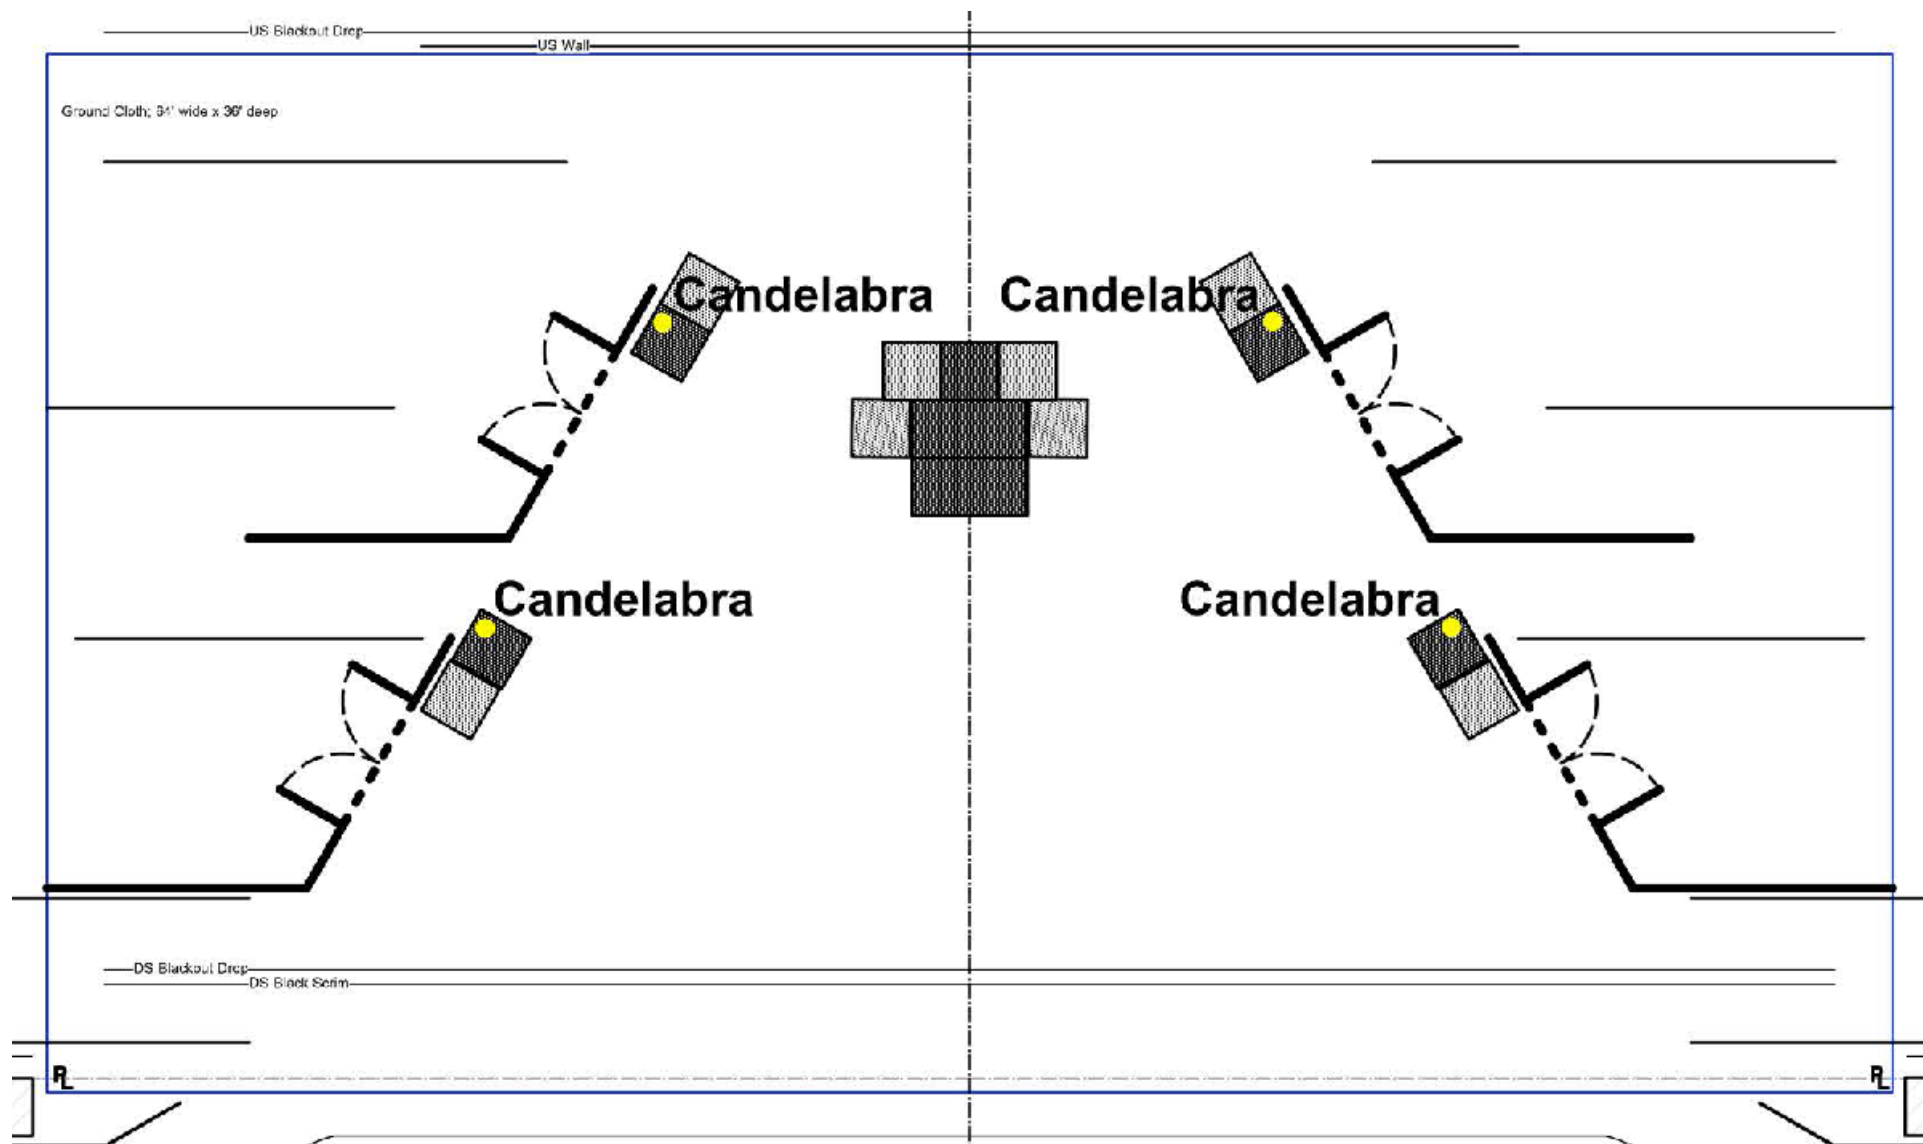 US Blackout Drop
US Wall
Ground Cloth; 64' wide x 36' deep
Candelabra
Candelabra
Candelabra
Candelabra
DS Blackout Drop
DS Black Scrim
PL
PL